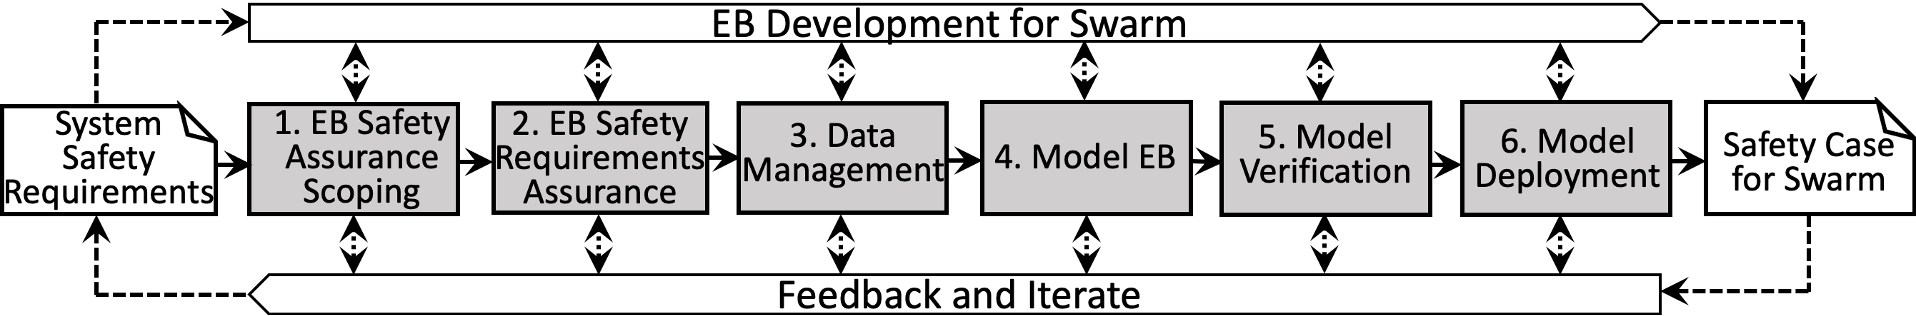 EB Development for Swarm
System
Safety
Requirements
1. EB Safety
Assurance
Scoping
2. EB Safety
Requirements
Assurance
3. Data
Management
4. Model EB
5. Model
Verification
6. Model
Deployment
Safety Case
for Swarm
Feedback and Iterate